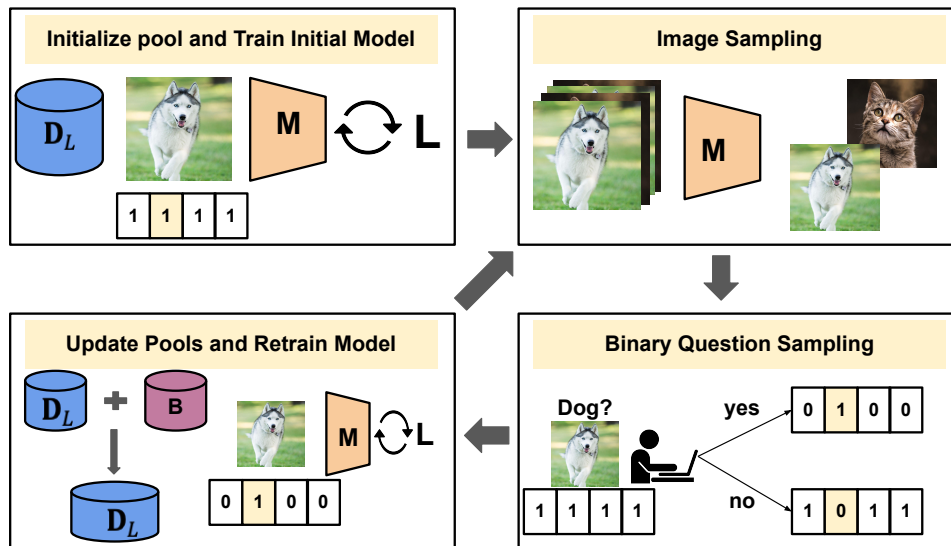 Initialize pool and Train Initial Model
D_L
M
L
1 1 1 1
Image Sampling
M
Update Pools and Retrain Model
D_L
B
M
L
0 1 0 0
D_L
Binary Question Sampling
Dog?
yes
0 1 0 0
1 1 1 1
no
1 0 1 1